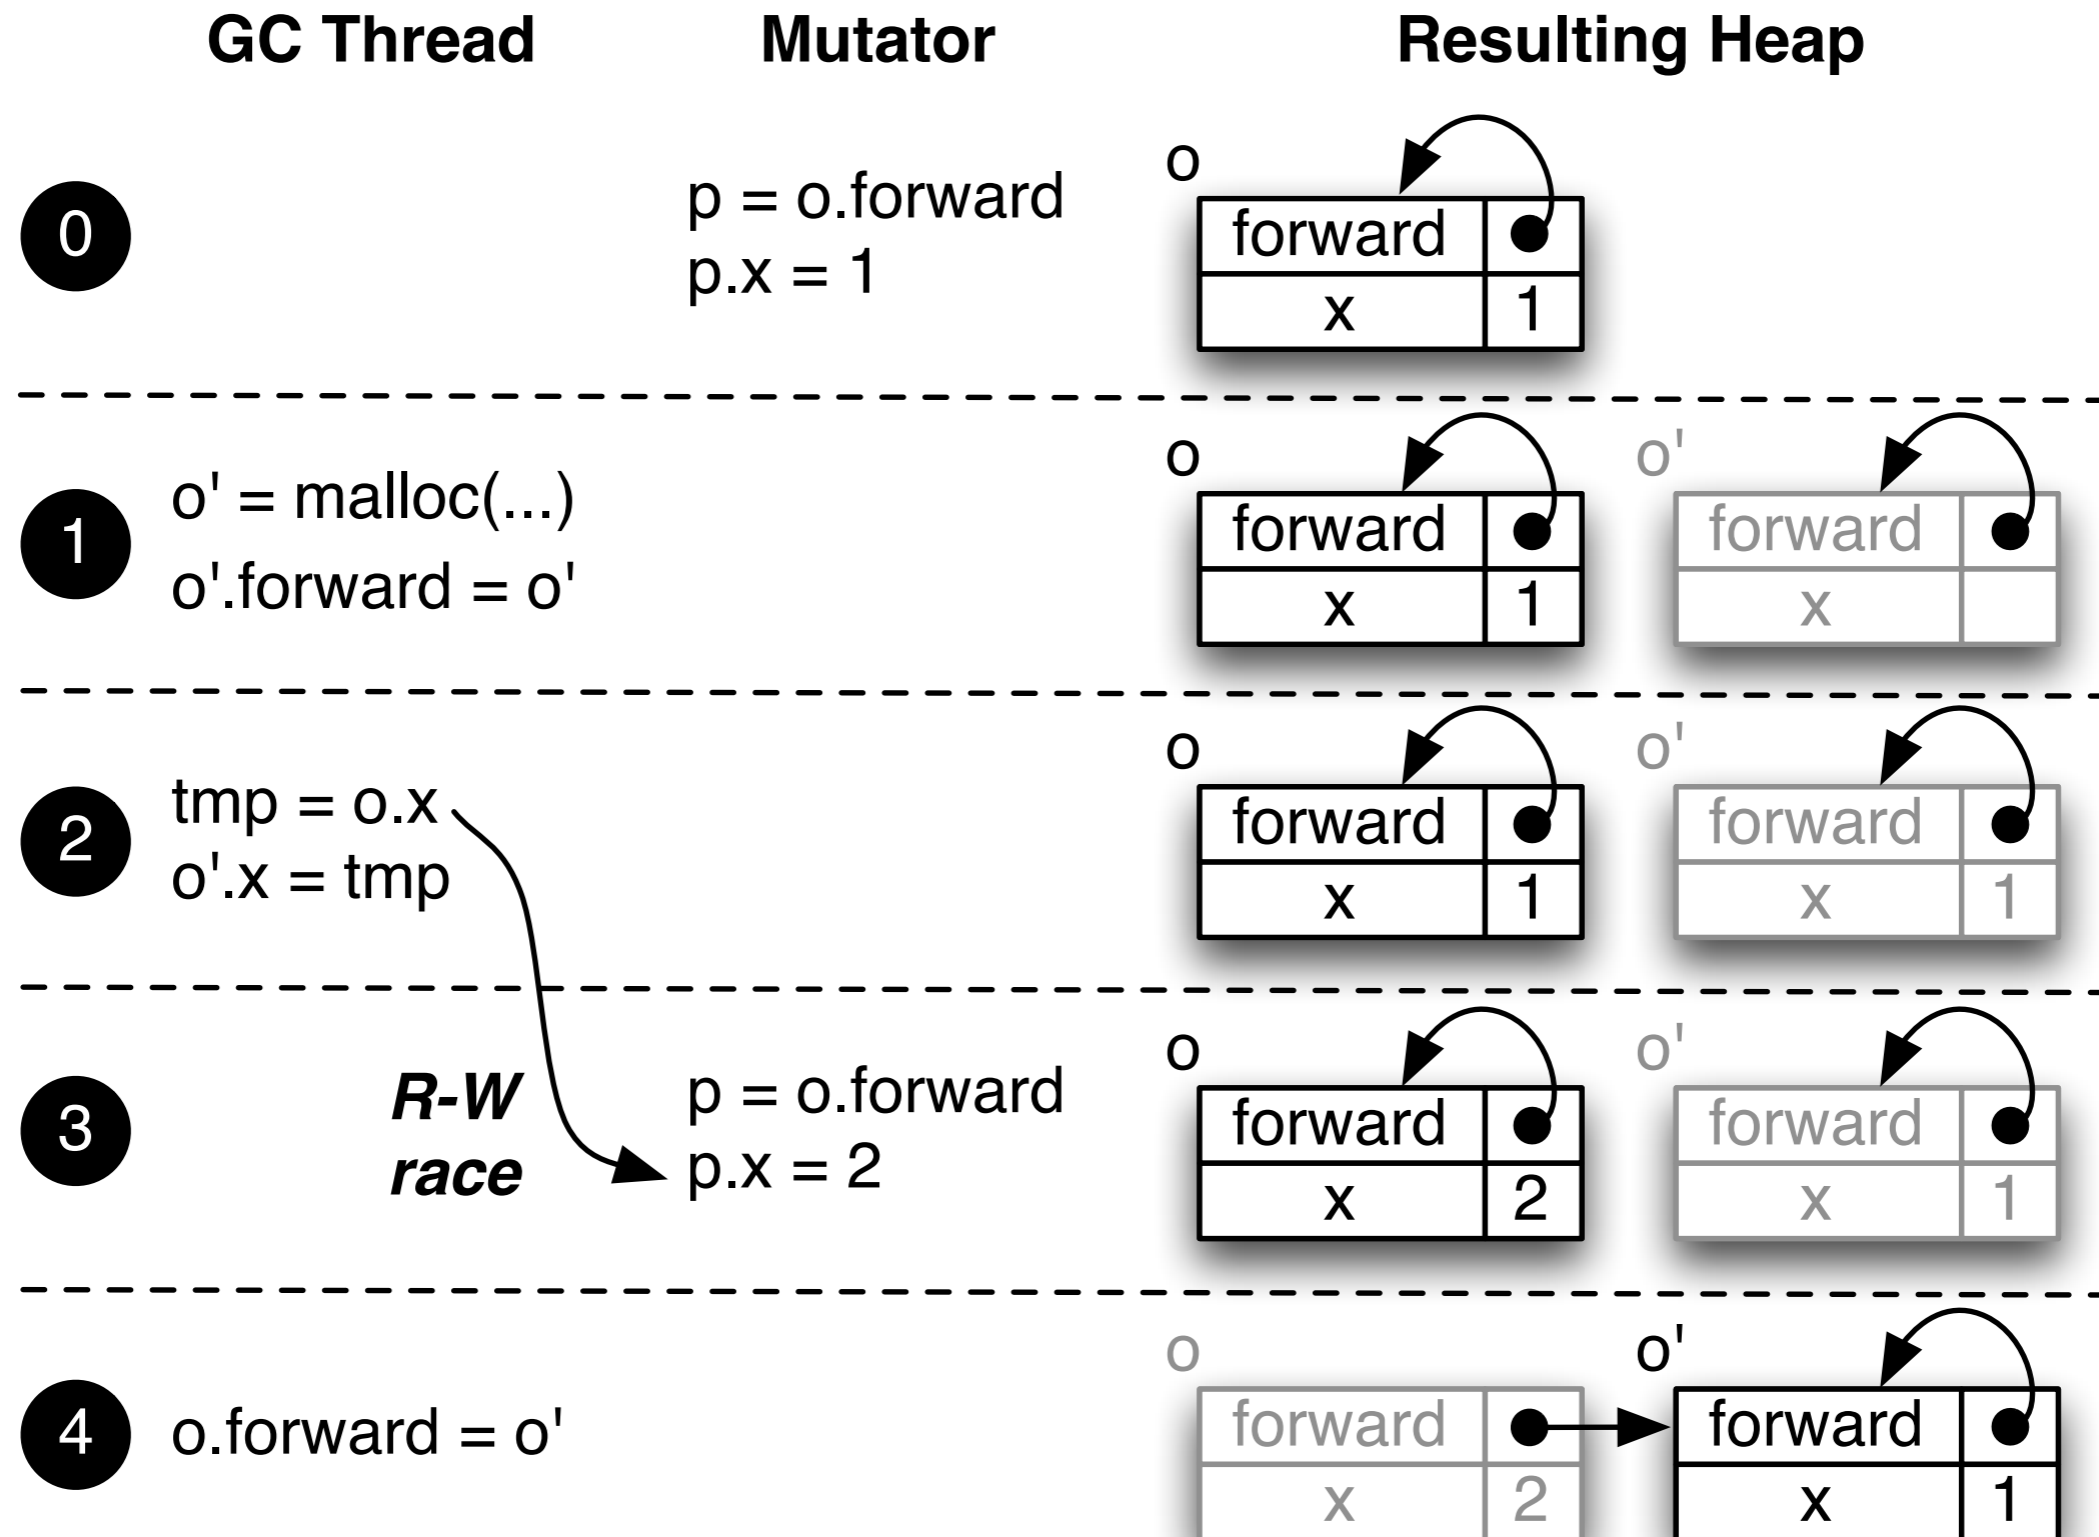 GC Thread Mutator Resulting Heap
0
p = o.forward
p.x = 1
o
forward
x 1
1
o' = malloc(...)
o'.forward = o'
o
forward
x 1
o'
forward
x
2
tmp = o.x
o'.x = tmp
o
forward
x 1
o'
forward
x 1
3
R-W
race
p = o.forward
p.x = 2
o
forward
x 2
o'
forward
x 1
4
o.forward = o'
o
forward
x 2
o'
forward
x 1